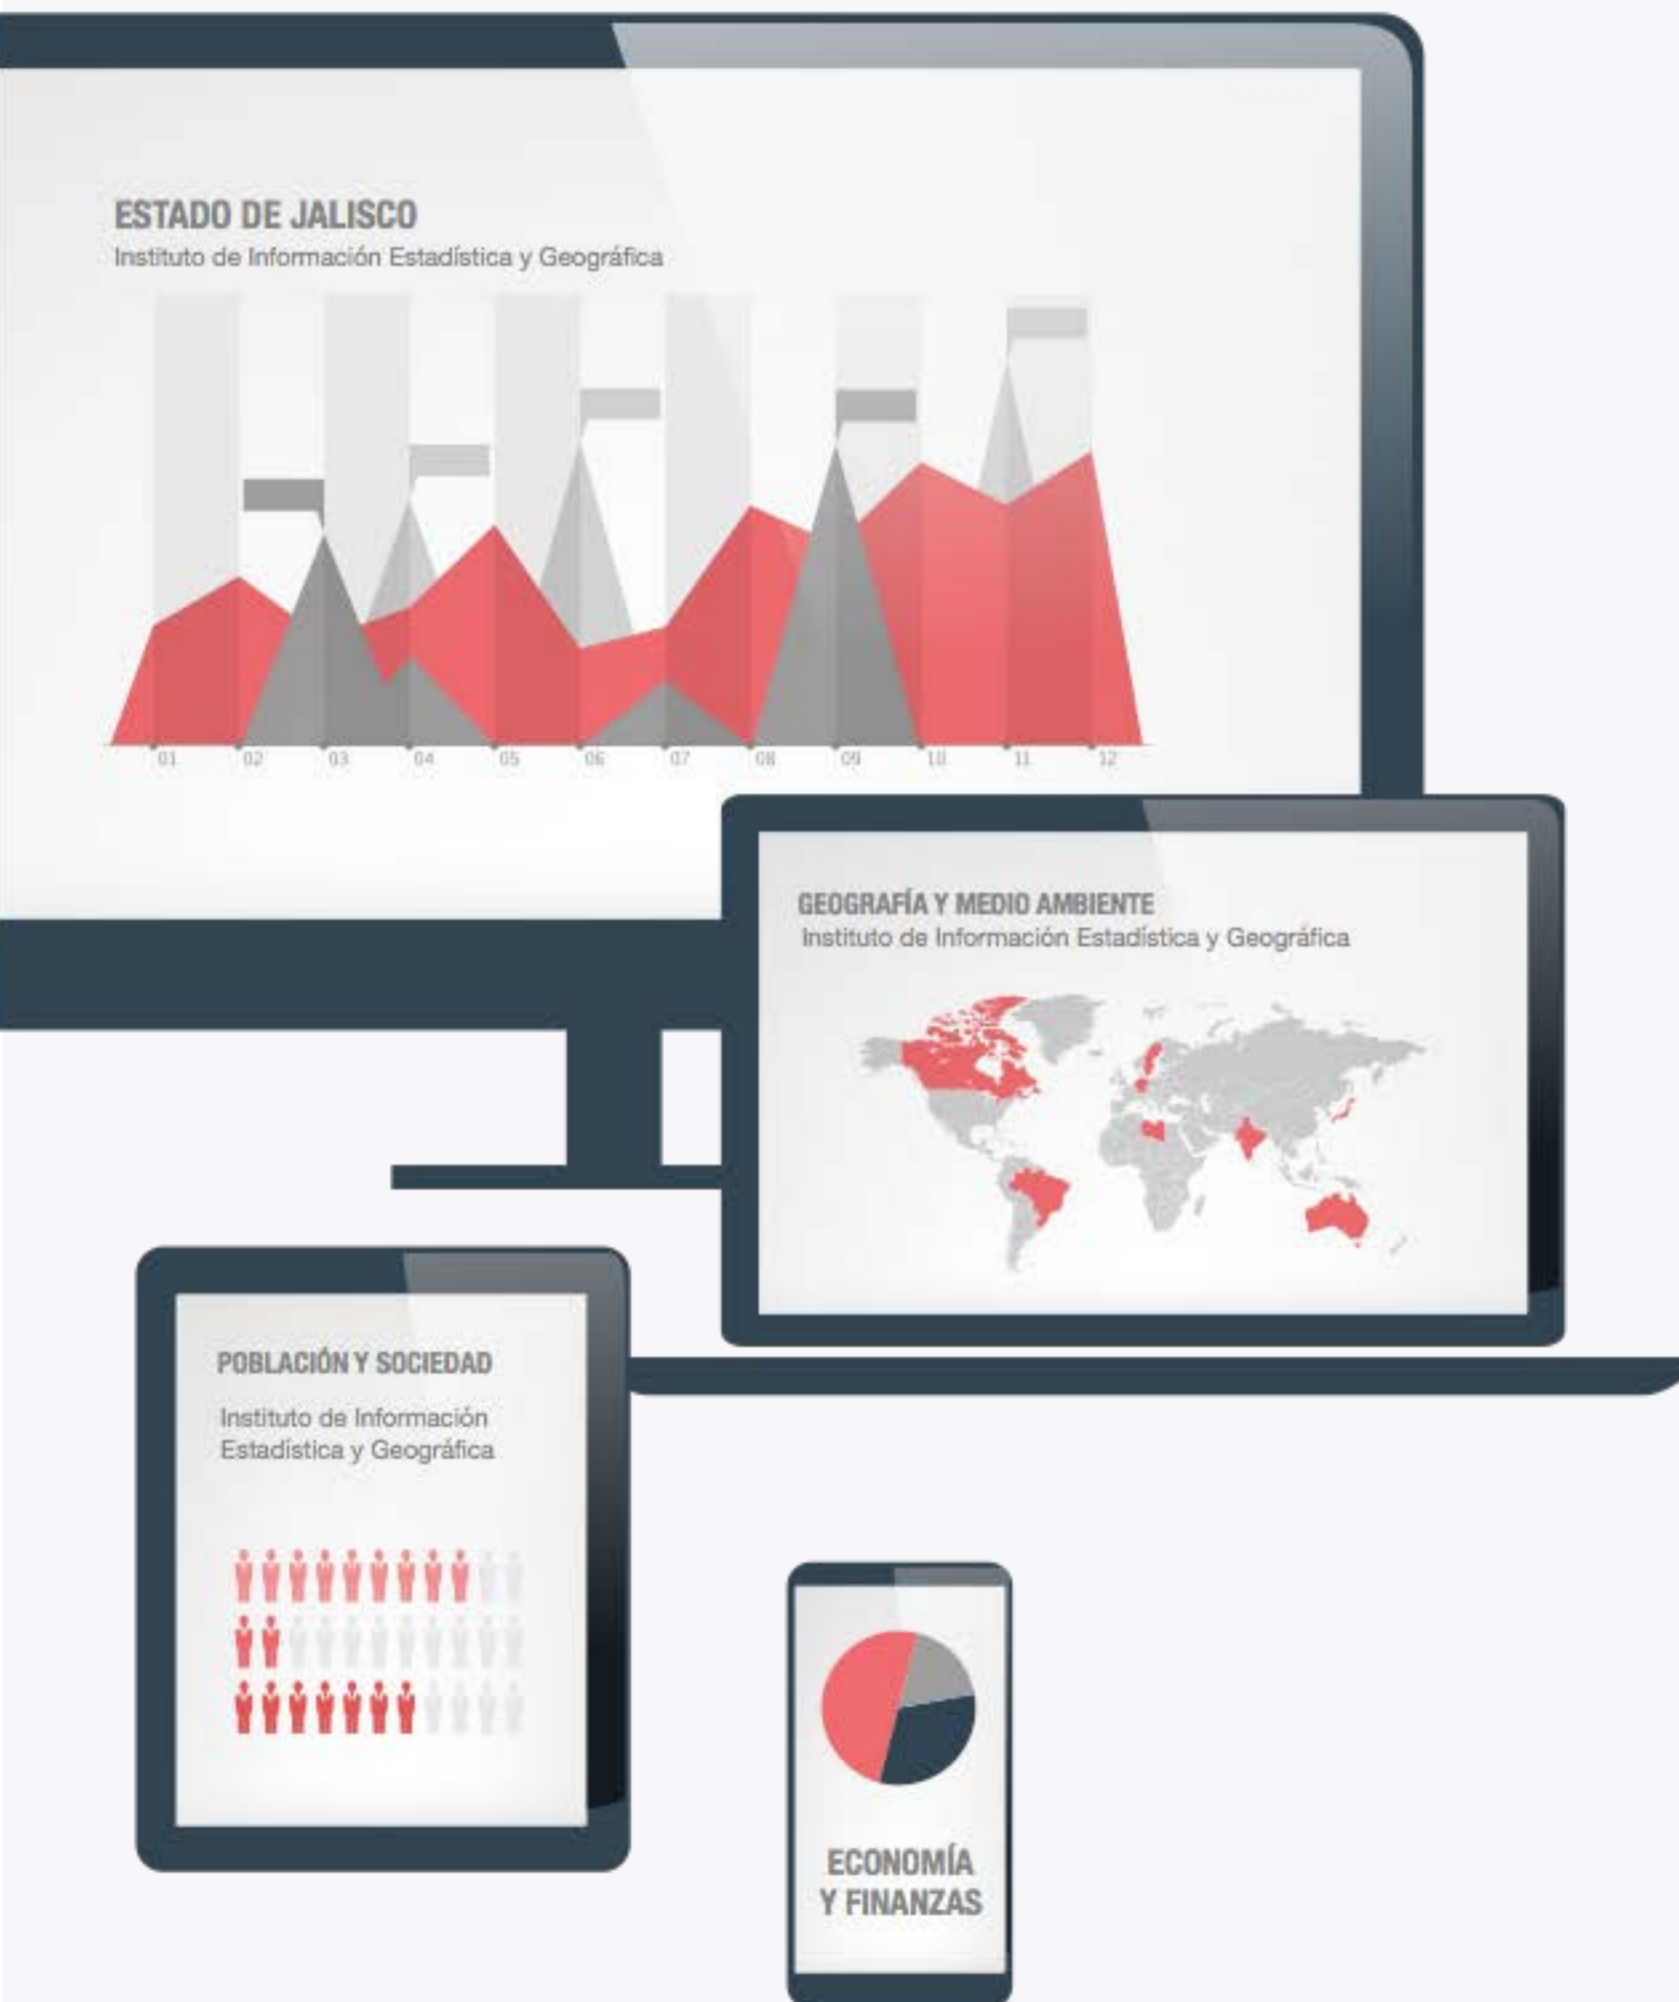 ESTADO DE JALISCO
Instituto de Información Estadística y Geográfica
01 02 03 04 05 06 07 08 09 10 11 12
GEOGRAFÍA Y MEDIO AMBIENTE
Instituto de Información Estadística y Geográfica
POBLACIÓN Y SOCIEDAD
Instituto de Información
Estadística y Geográfica
ECONOMÍA
Y FINANZAS